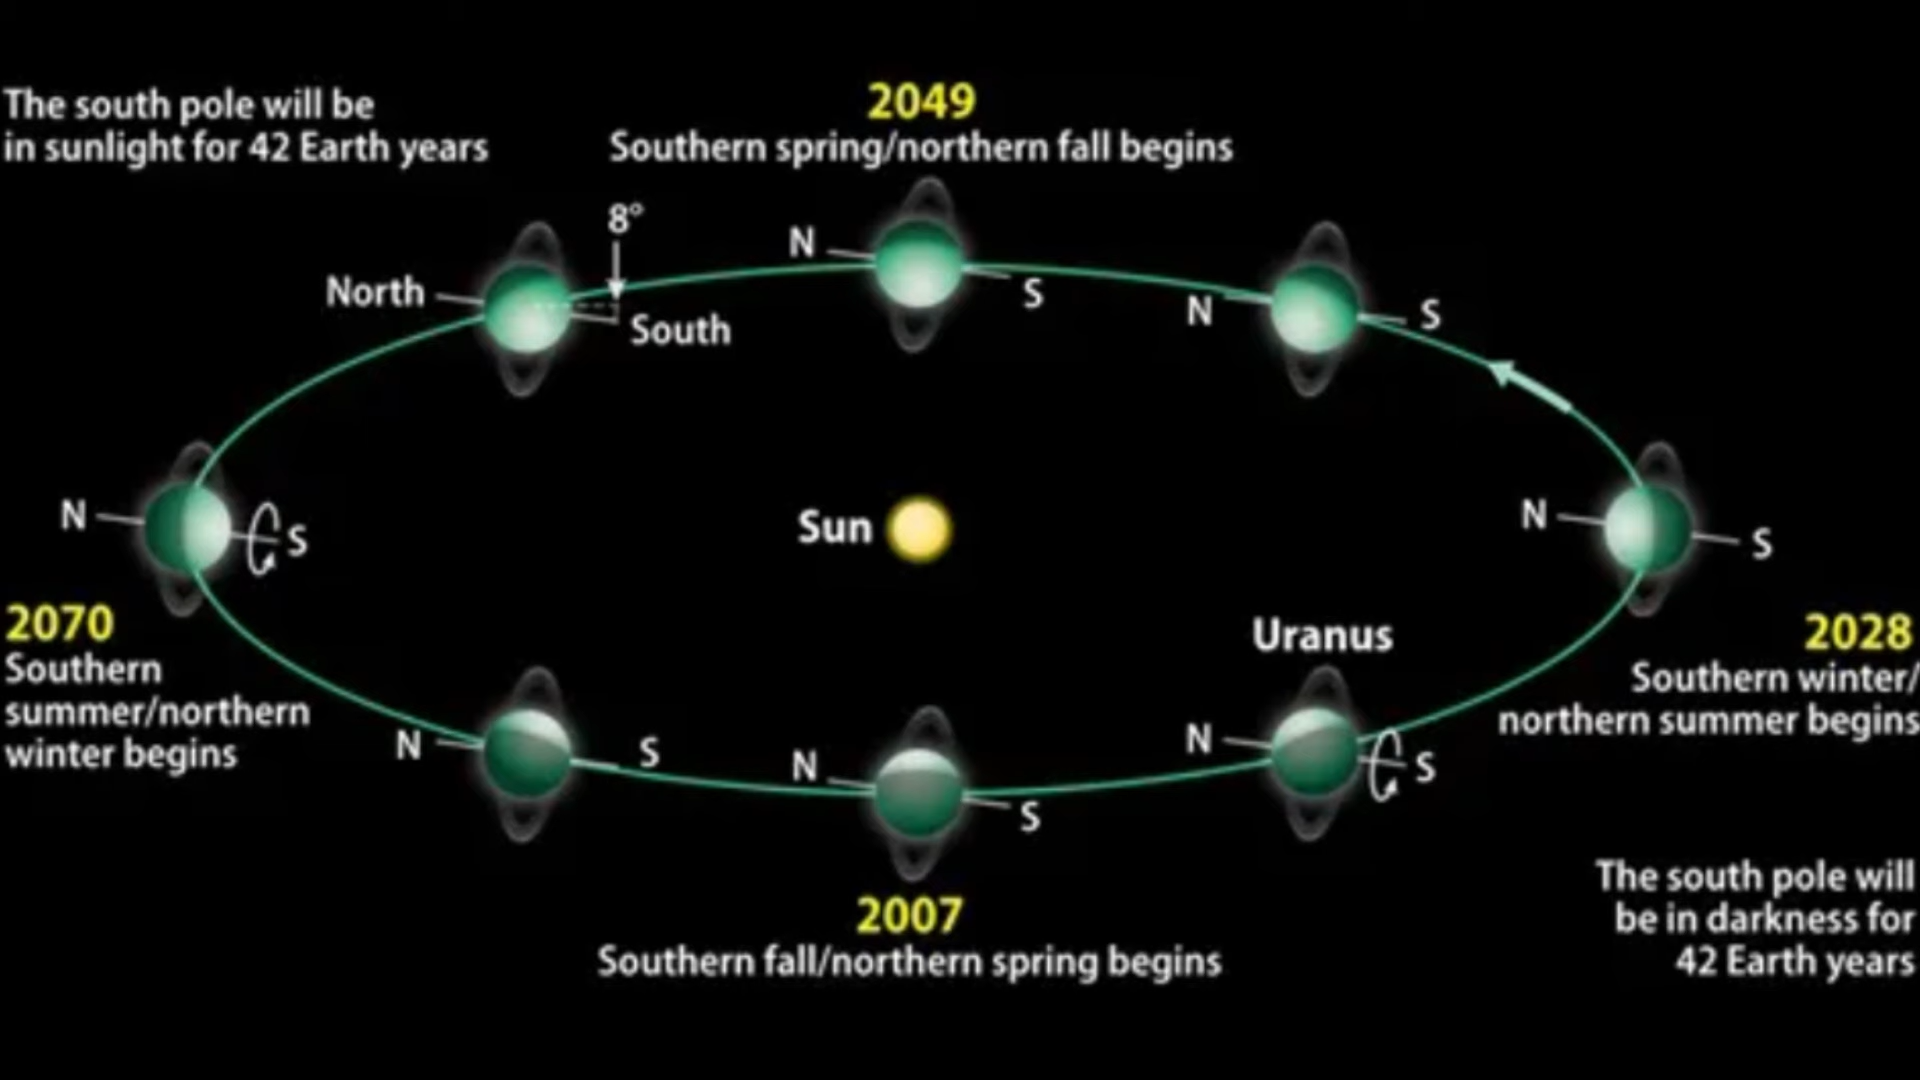 The south pole will be
in sunlight for 42 Earth years
2049
Southern spring/northern fall begins
8°
North
South
N
S
N
S
N
S
Sun
N
S
2070
Southern
summer/northern
winter begins
Uranus
2028
Southern winter/
northern summer begins
N
S
N
S
N
S
2007
Southern fall/northern spring begins
The south pole will
be in darkness for
42 Earth years